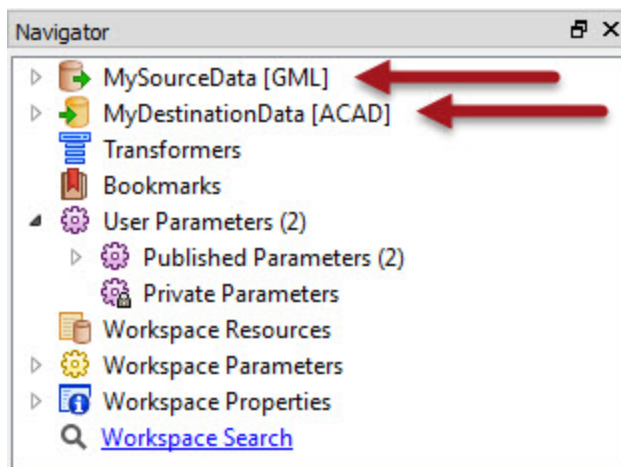 Navigator
MySourceData [GML]
MyDestinationData [ACAD]
Transformers
Bookmarks
User Parameters (2)
Published Parameters (2)
Private Parameters
Workspace Resources
Workspace Parameters
Workspace Properties
Workspace Search